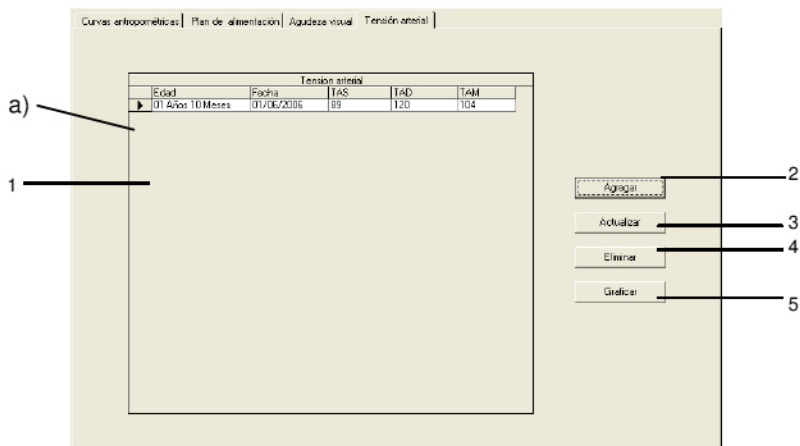 Curvas antropométricas Plan de alimentación Agudeza visual Tensión arterial
Tension arterial
Edad Fecha TAS TAD TAM
01 Años 10 Meses 01/06/2006 89 120 104
a)
1
Agregar 2
Actualizar 3
4
Eliminar
Graficar 5